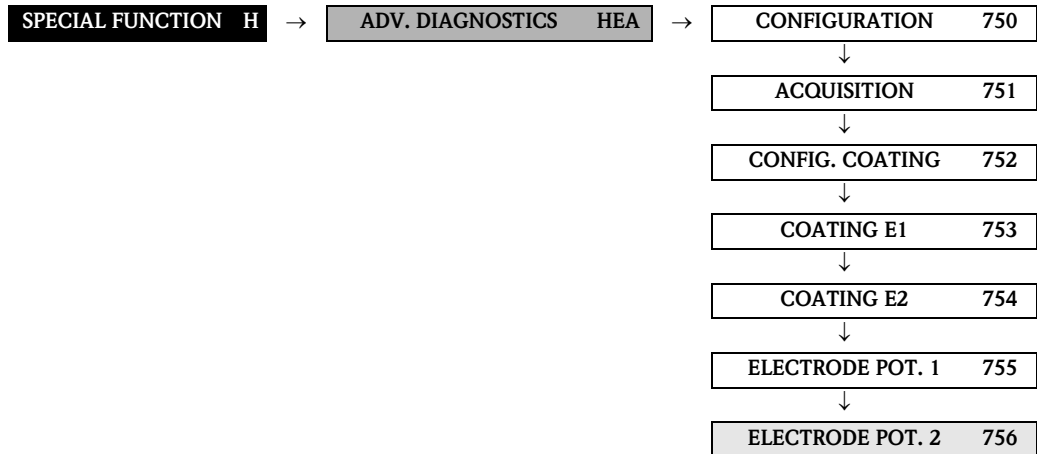 SPECIAL FUNCTION H → ADV. DIAGNOSTICS HEA → CONFIGURATION 750
↓
ACQUISITION 751
↓
CONFIG. COATING 752
↓
COATING E1 753
↓
COATING E2 754
↓
ELECTRODE POT. 1 755
↓
ELECTRODE POT. 2 756